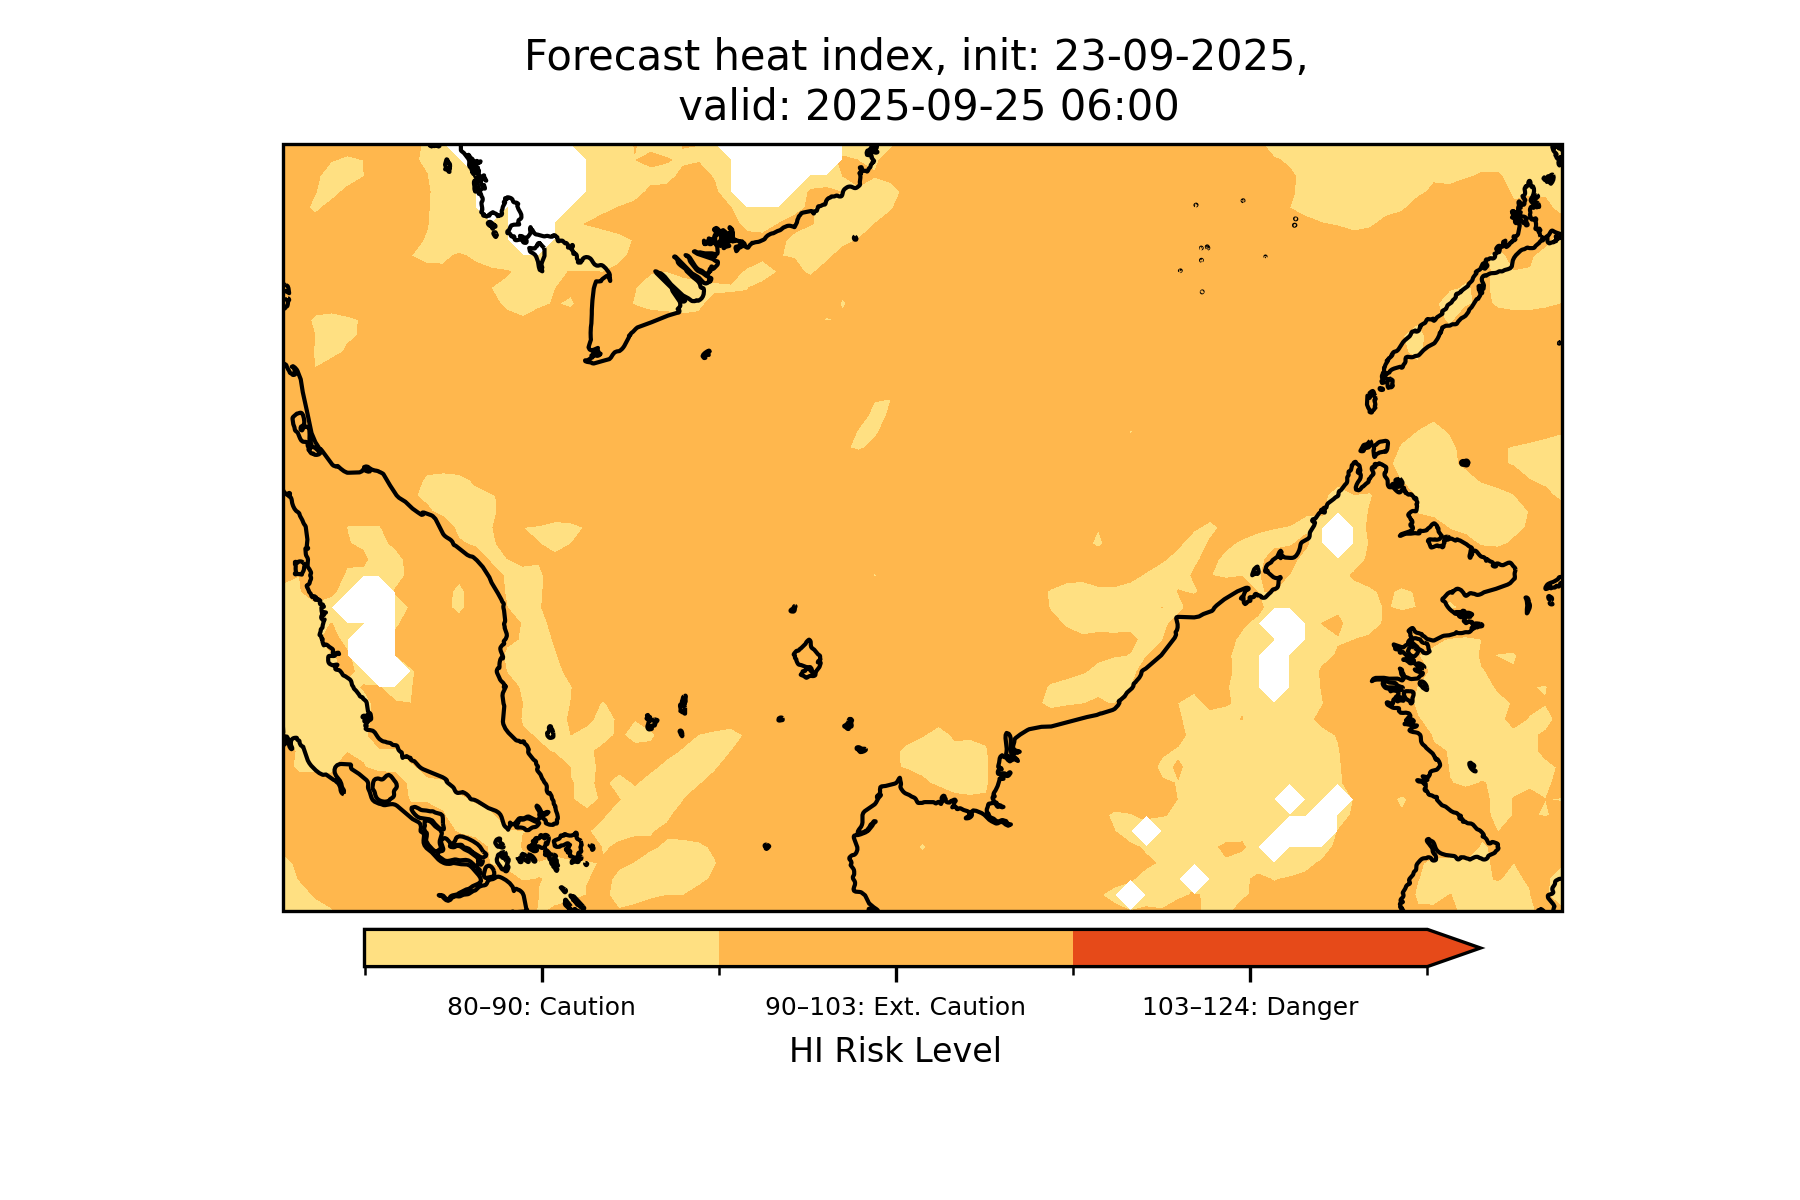 Forecast heat index, init: 23-09-2025,
valid: 2025-09-25 06:00
80–90: Caution
90–103: Ext. Caution
103–124: Danger
HI Risk Level